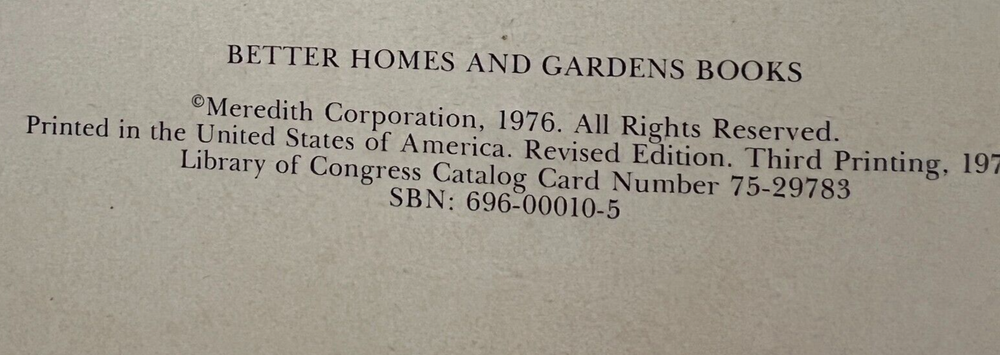 BETTER HOMES AND GARDENS BOOKS
©Meredith Corporation, 1976. All Rights Reserved.
Printed in the United States of America. Revised Edition. Third Printing, 197
Library of Congress Catalog Card Number 75-29783
SBN: 696-00010-5